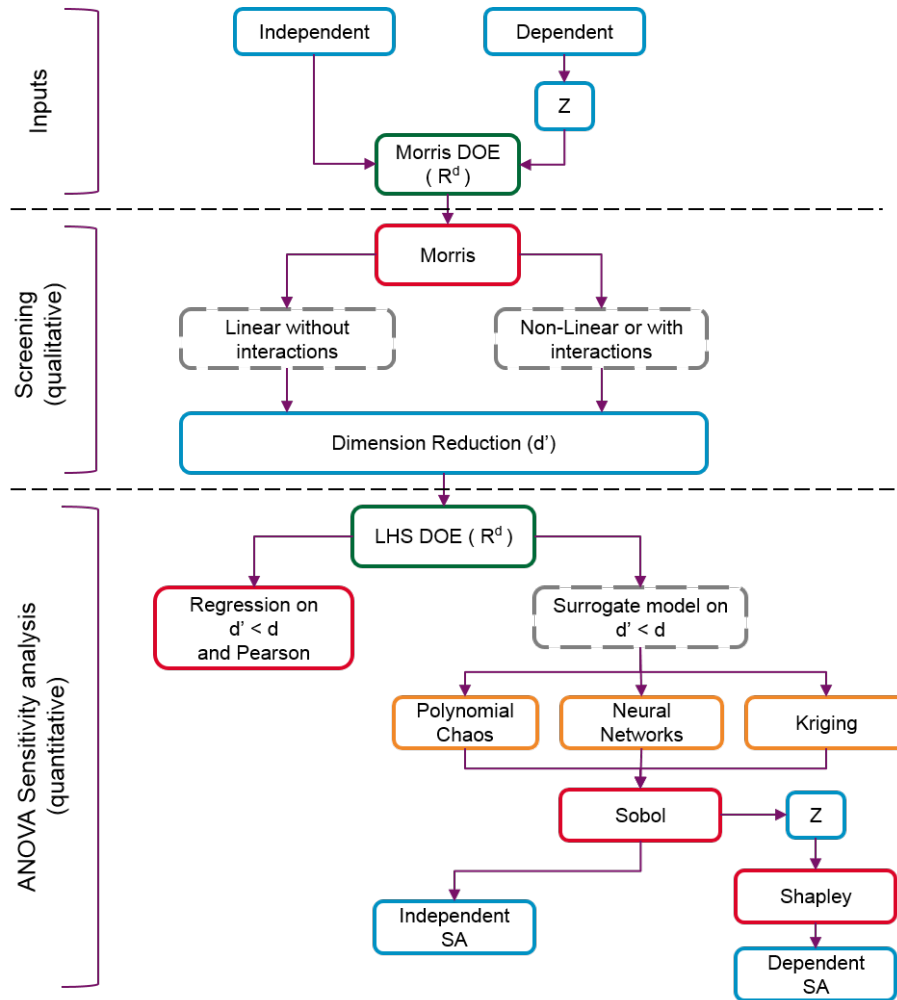 Inputs
Independent
Dependent
Z
Morris DOE
( R^d )
Screening
(qualitative)
Morris
Linear without
interactions
Non-Linear or with
interactions
Dimension Reduction (d’)
ANOVA Sensitivity analysis
(quantitative)
LHS DOE ( R^d )
Regression on
d’ < d
and Pearson
Surrogate model on
d’ < d
Polynomial
Chaos
Neural
Networks
Kriging
Sobol
Z
Shapley
Independent
SA
Dependent
SA